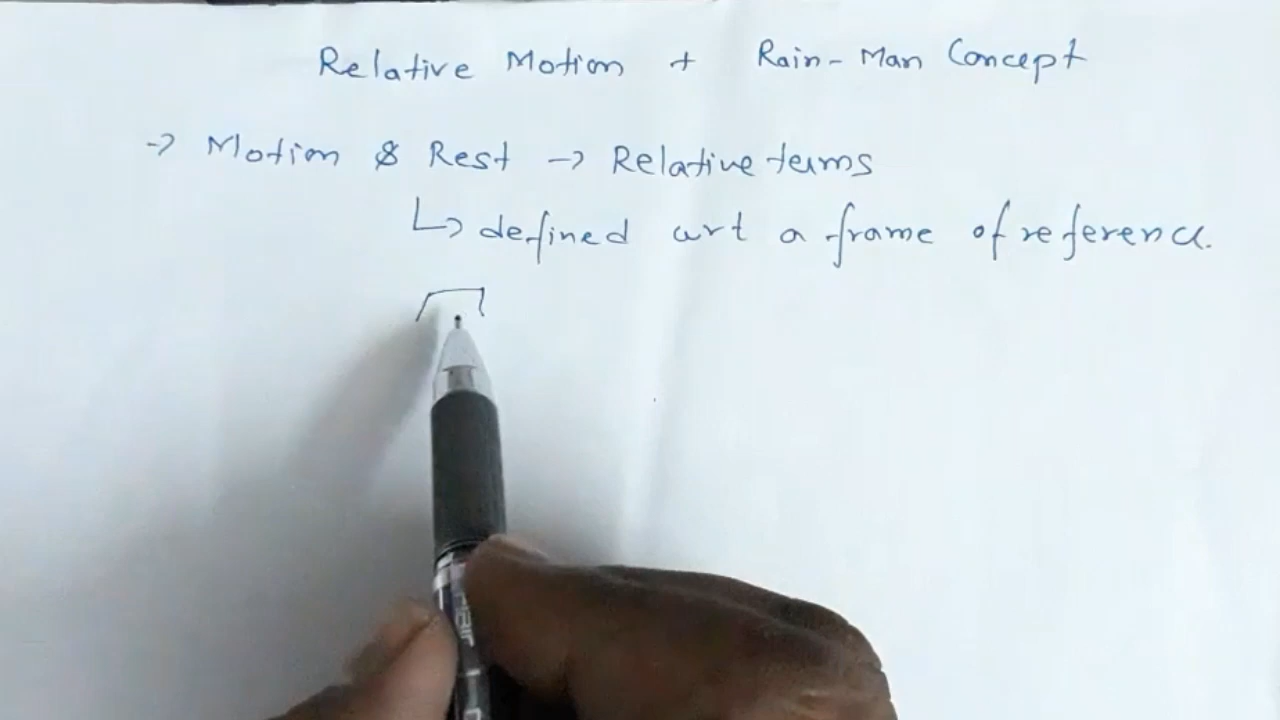 Relative Motion + Rain-Man Concept
→ Motion & Rest → Relative terms
↳ defined wrt a frame of reference.